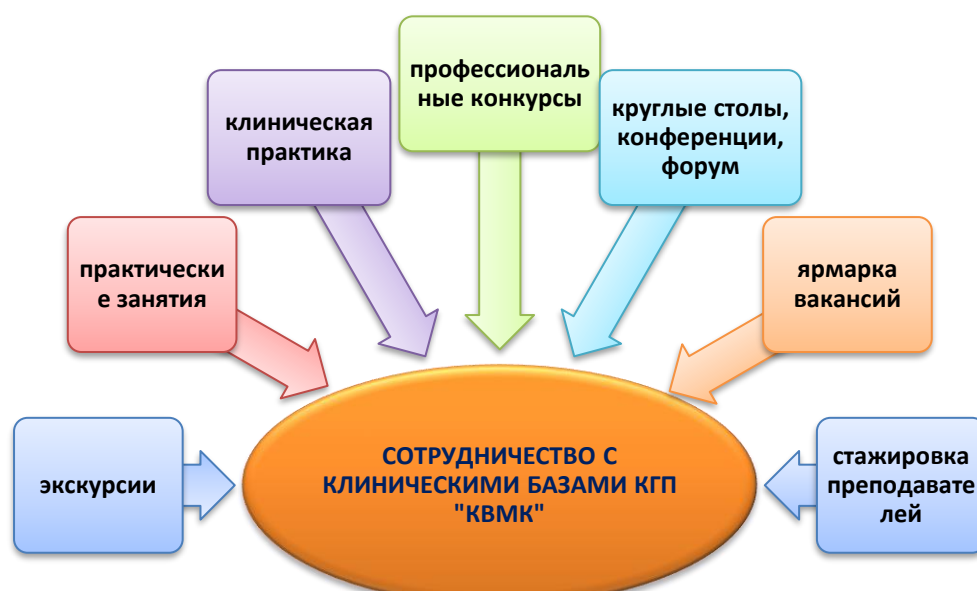 профессиональ
ные конкурсы
клиническая
практика
круглые столы,
конференции,
форум
практически
е занятия
ярмарка
вакансий
экскурсии
СОТРУДНИЧЕСТВО С
КЛИНИЧЕСКИМИ БАЗАМИ КГП
"КВМК"
стажировка
преподавате
лей